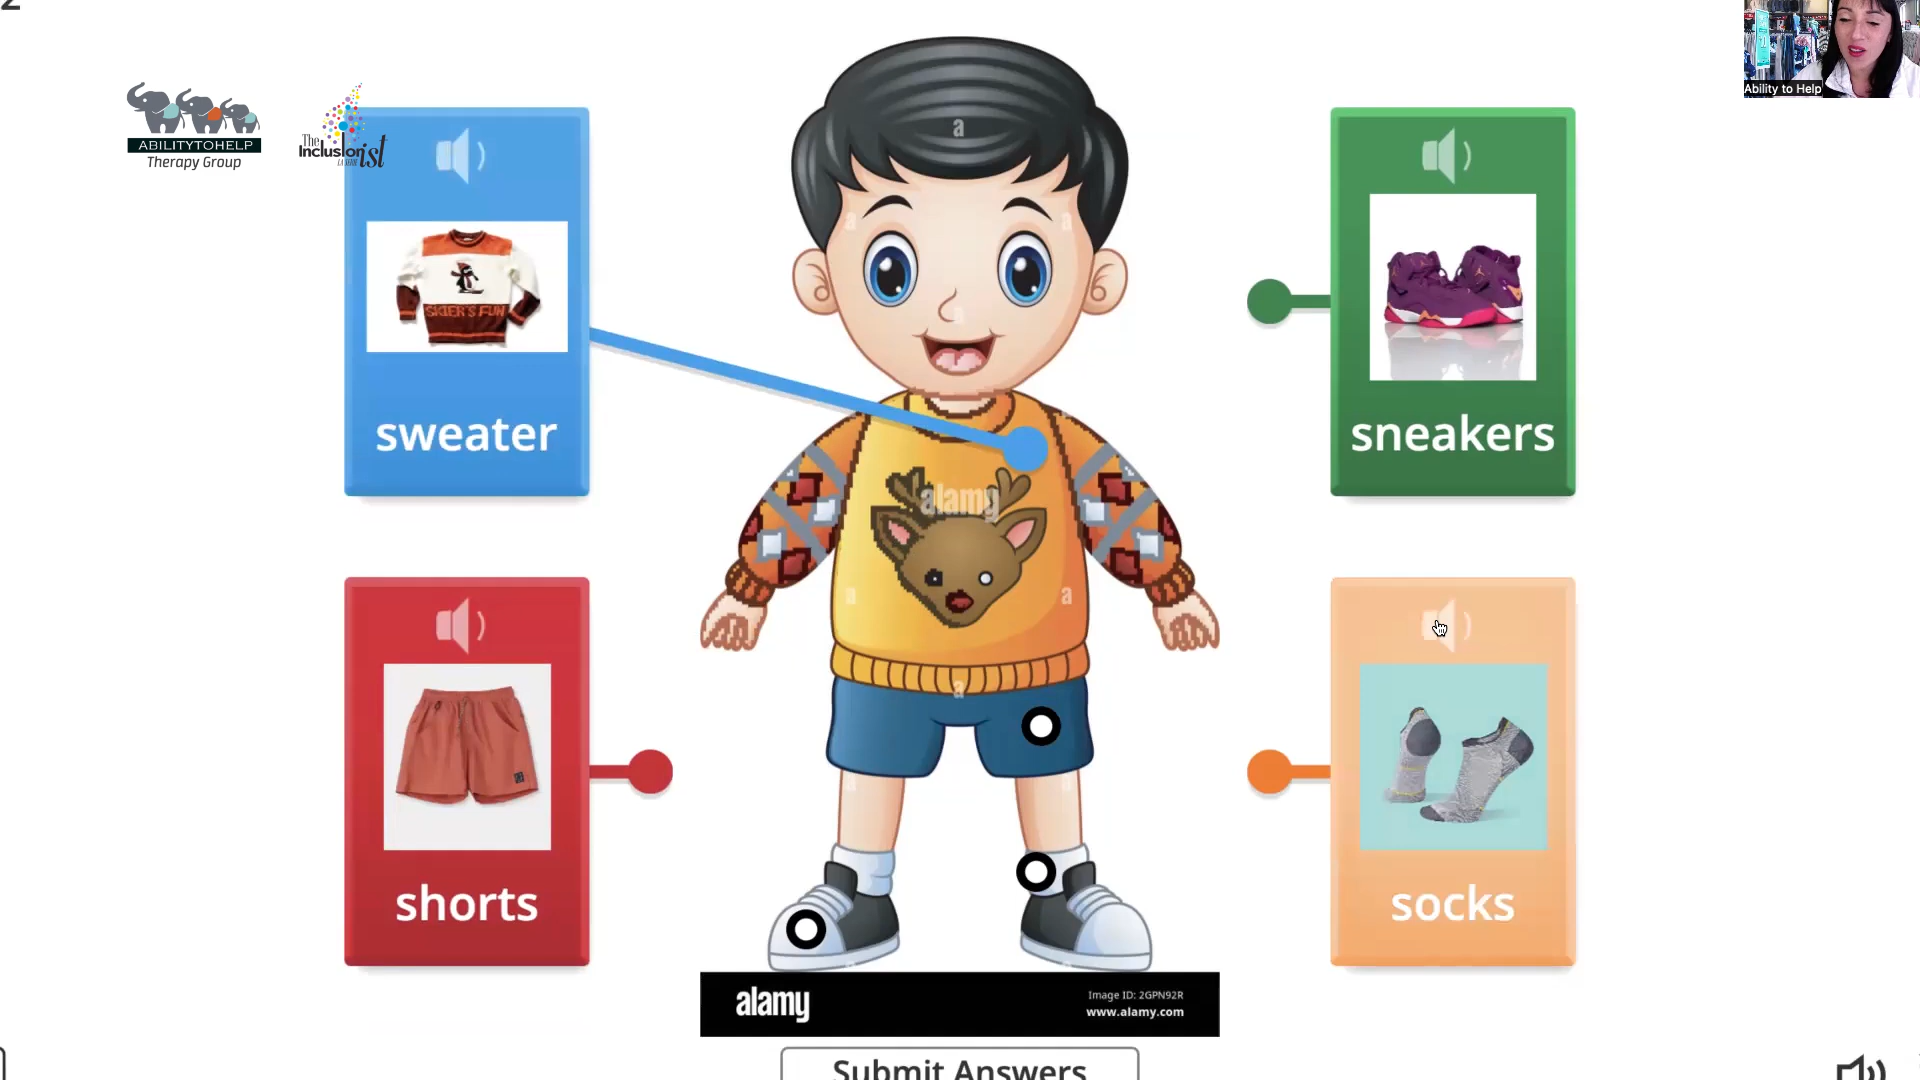 2
ABILITYTOHELP
Therapy Group
The
Inclusionist
SKIER'S FUN
sweater
sneakers
shorts
socks
a
alamy
a
a
a
alamy
Image ID: 2GPN92R
www.alamy.com
Submit Answers
Ability to Help